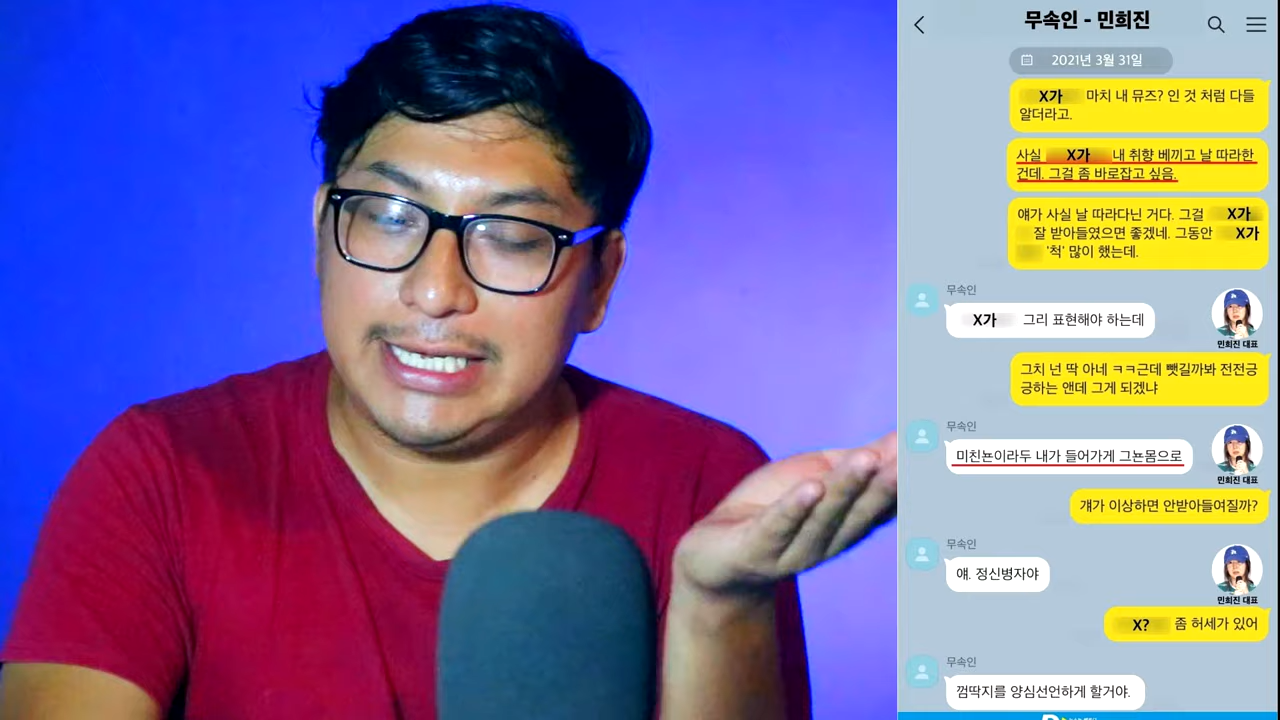 무속인 - 민희진
2021년 3월 31일
X가 마치 내 뮤즈? 인 것 처럼 다들
알더라고.
사실 X가 내 취향 베끼고 날 따라한
건데. 그걸 좀 바로잡고 싶음.
얘가 사실 날 따라다닌 거다. 그걸 X가
잘 받아들였으면 좋겠네. 그동안 X가
'척' 많이 했는데.
무속인
X가 그리 표현해야 하는데
민희진 대표
그치 넌 딱 아네 ㅋㅋ근데 뺏길까봐 전전긍
긍하는 앤데 그게 되겠냐
무속인
미친뇬이라두 내가 들어가게 그뇬몸으로
민희진 대표
걔가 이상하면 안받아들여질까?
무속인
얘. 정신병자야
민희진 대표
X? 좀 허세가 있어
무속인
껌딱지를 양심선언하게 할거야.